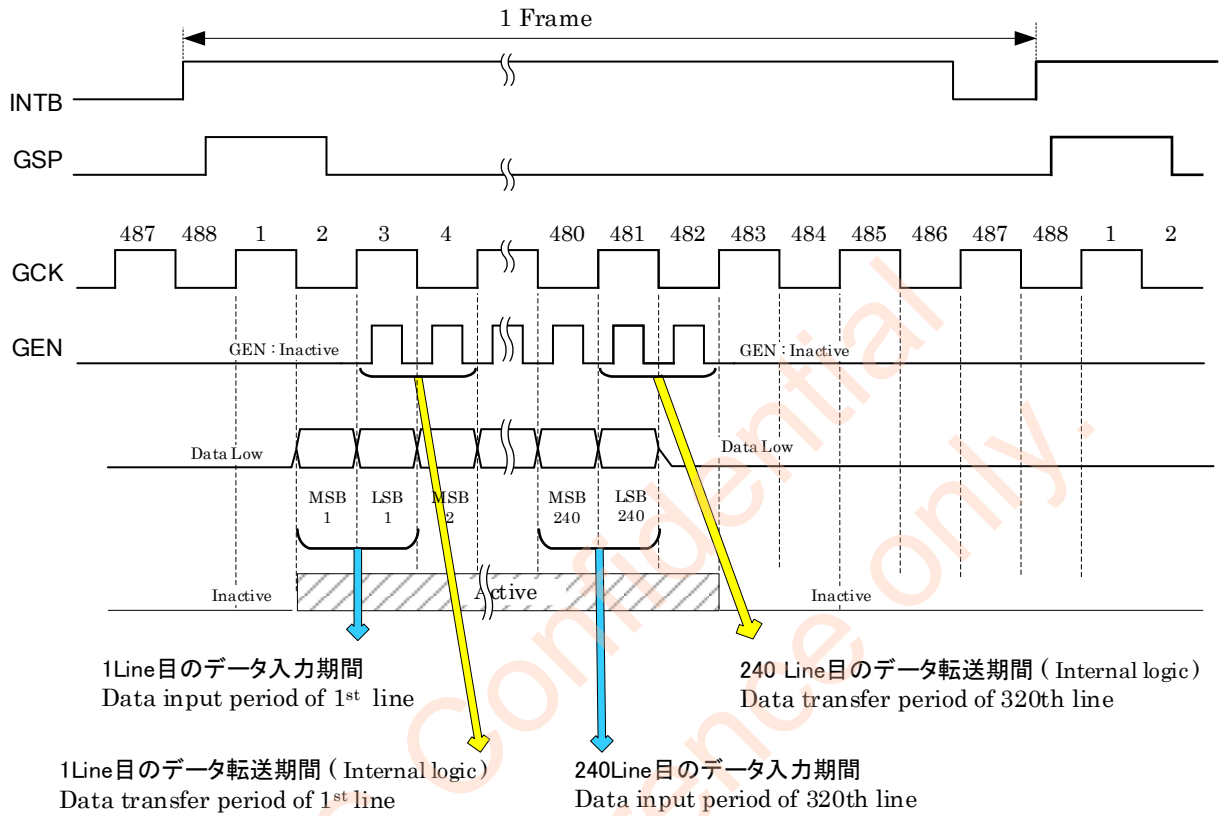 1 Frame
INTB
GSP
487 488 1 2 3 4 480 481 482 483 484 485 486 487 488 1 2
GCK
GEN
GEN : Inactive
GEN : Inactive
Data Low
Data Low
MSB 1
LSB 1
MSB 2
MSB 240
LSB 240
Inactive
Active
Inactive
1Line目のデータ入力期間
Data input period of 1st line
240 Line目のデータ転送期間 ( Internal logic )
Data transfer period of 320th line
1Line目のデータ転送期間 ( Internal logic )
Data transfer period of 1st line
240Line目のデータ入力期間
Data input period of 320th line
Confidential
only.